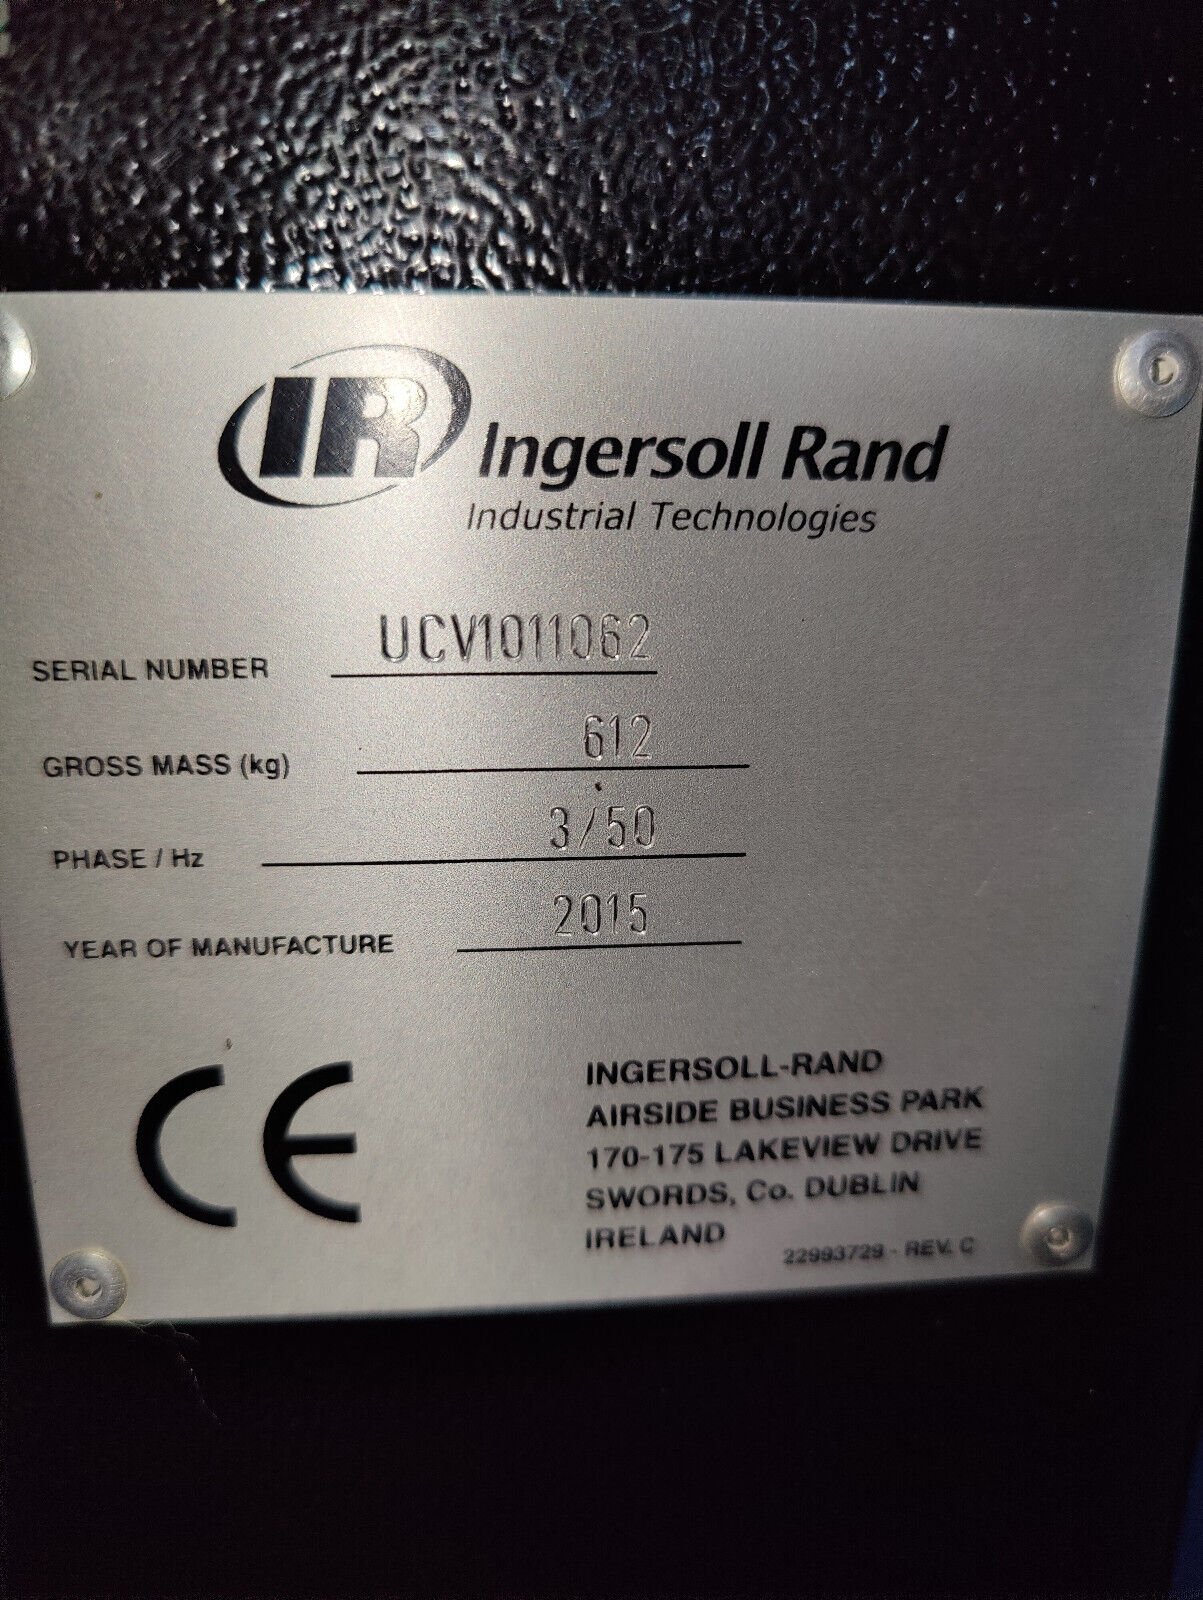 IR Ingersoll Rand
Industrial Technologies
SERIAL NUMBER UCV1011062
GROSS MASS (kg) 612
PHASE / Hz 3/50
YEAR OF MANUFACTURE 2015
CE
INGERSOLL-RAND
AIRSIDE BUSINESS PARK
170-175 LAKEVIEW DRIVE
SWORDS, Co. DUBLIN
IRELAND
22993729 - REV. C